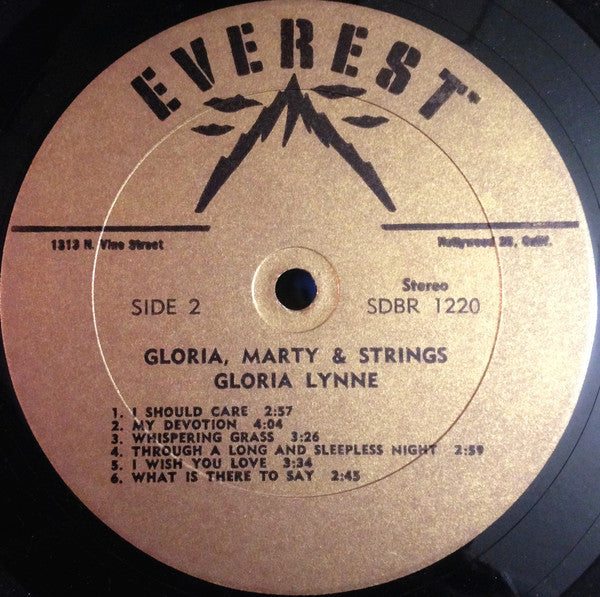 EVEREST
1313 N. Vine Street
Hollywood 28, Calif.
Stereo
SIDE 2
SDBR 1220
GLORIA, MARTY & STRINGS
GLORIA LYNNE
1. I SHOULD CARE 2:57
2. MY DEVOTION 4:04
3. WHISPERING GRASS 3:26
4. THROUGH A LONG AND SLEEPLESS NIGHT 2:59
5. I WISH YOU LOVE 3:34
6. WHAT IS THERE TO SAY 2:45